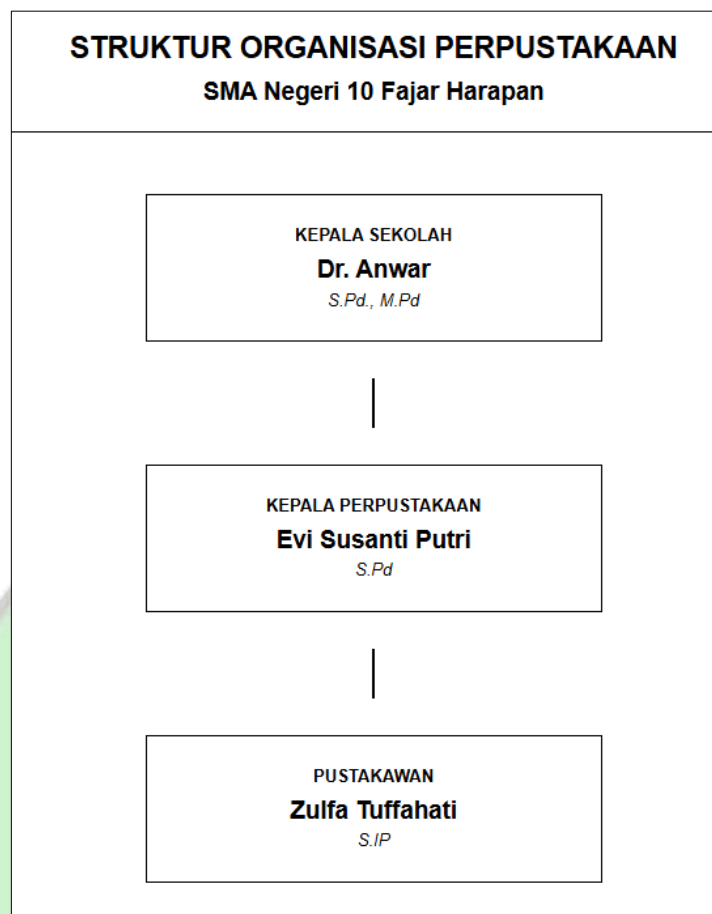 STRUKTUR ORGANISASI PERPUSTAKAAN
SMA Negeri 10 Fajar Harapan
KEPALA SEKOLAH
Dr. Anwar
S.Pd., M.Pd
KEPALA PERPUSTAKAAN
Evi Susanti Putri
S.Pd
PUSTAKAWAN
Zulfa Tuffahati
S.IP